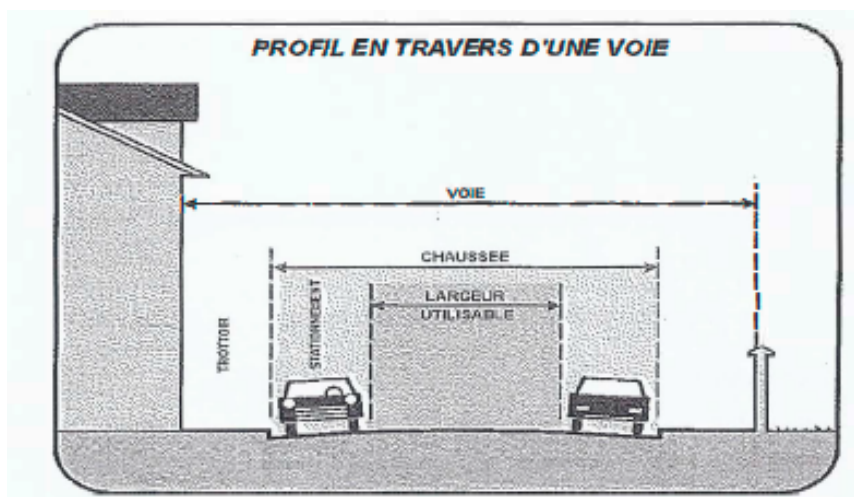 PROFIL EN TRAVERS D'UNE VOIE
VOIE
CHAUSSEE
LARGEUR
UTILISABLE
STATIONNEMENT
TROTTOIR